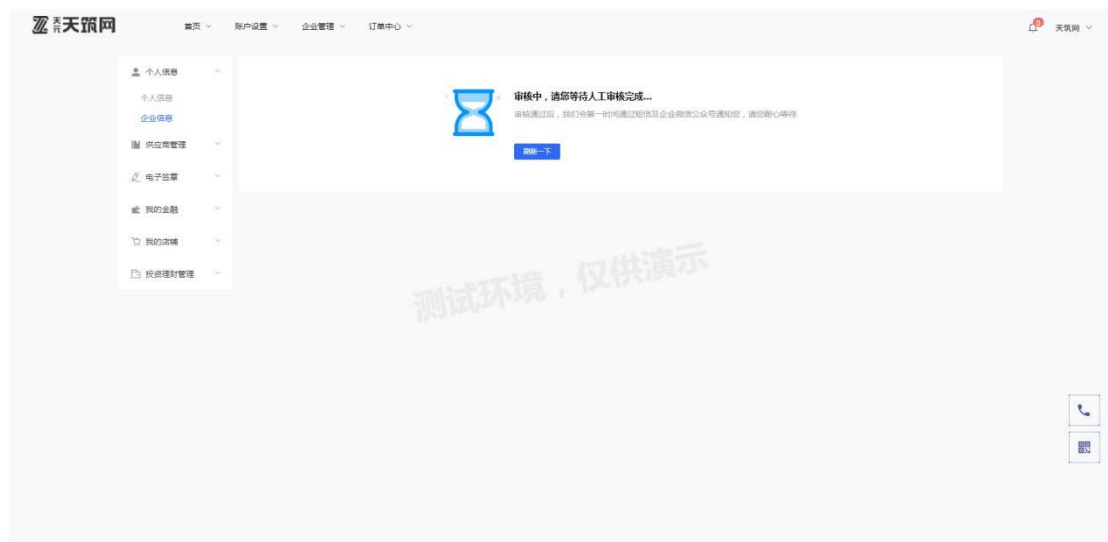 天元 天筑网
首页 账户设置 企业管理 订单中心
0 天筑网
个人信息
个人信息
企业信息
供应商管理
电子签章
我的金融
我的店铺
投资理财管理
审核中，请您等待人工审核完成...
审核通过后，我们会第一时间通过短信及企业微信公众号通知您，请您耐心等待
刷新一下
测试环境，仅供演示